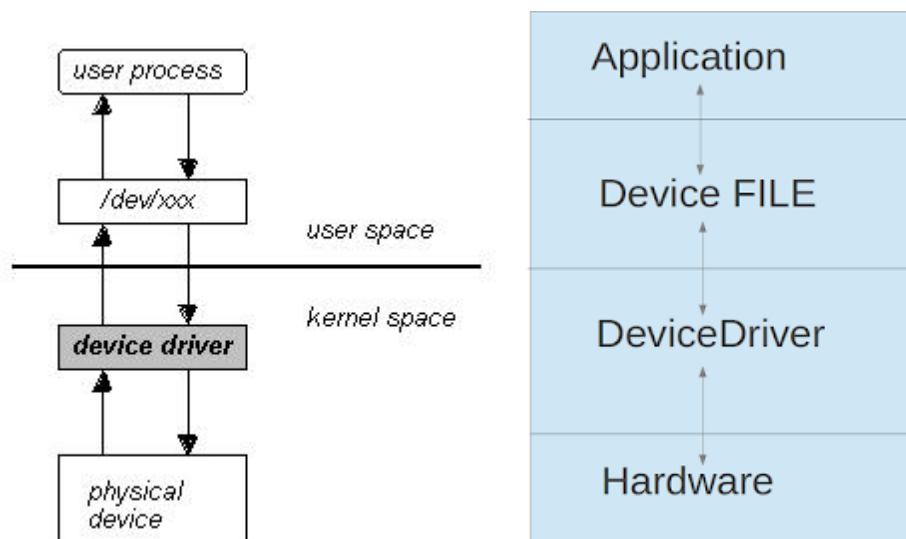 user process
/dev/xxx
user space
kernel space
device driver
physical
device
Application
Device FILE
DeviceDriver
Hardware